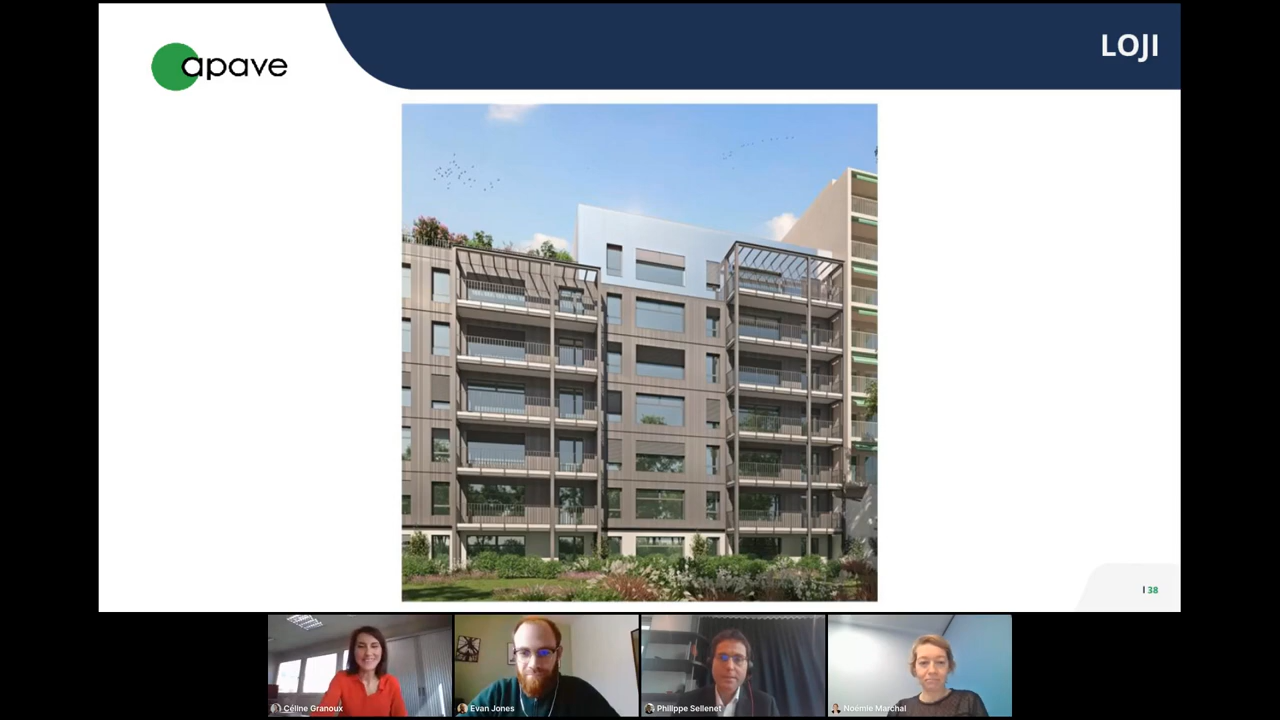 apave
LOJI
38
Céline Granoux
Evan Jones
Philippe Sellenet
Noémie Marchal